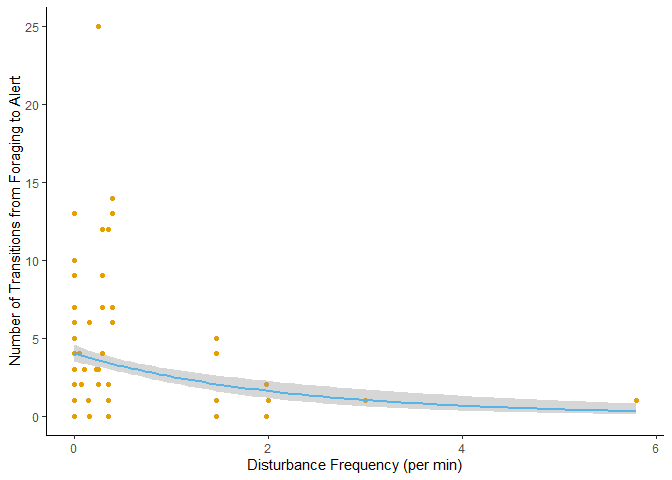 25
20
15
10
5
0
Number of Transitions from Foraging to Alert
0 2 4 6
Disturbance Frequency (per min)